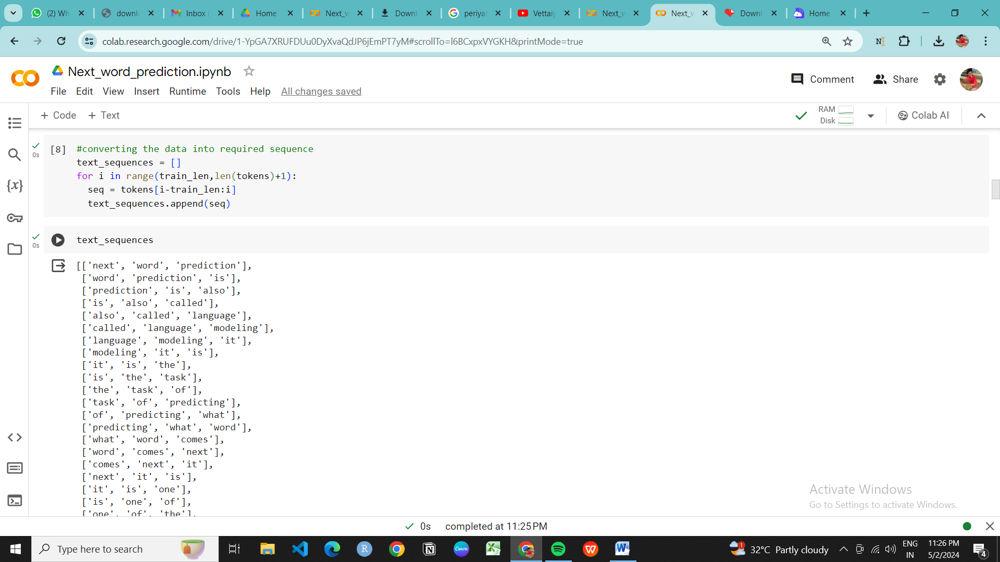 (2) Wh
downlo
Inbox (
Home
Next_w
Downl
periyar
Vettaiy
Next_w
Next_w
Downl
Home
colab.research.google.com/drive/1-YpGA7XRUFDUu0DyXvaQdJP6jEmPT7yM#scrollTo=l6BCxpxVYGKH&printMode=true
Next_word_prediction.ipynb
Comment
Share
File Edit View Insert Runtime Tools Help All changes saved
+ Code + Text
RAM
Disk
Colab AI
0s
[8] #converting the data into required sequence
text_sequences = []
for i in range(train_len,len(tokens)+1):
  seq = tokens[i-train_len:i]
  text_sequences.append(seq)
0s
text_sequences
[['next', 'word', 'prediction'],
['word', 'prediction', 'is'],
['prediction', 'is', 'also'],
['is', 'also', 'called'],
['also', 'called', 'language'],
['called', 'language', 'modeling'],
['language', 'modeling', 'it'],
['modeling', 'it', 'is'],
['it', 'is', 'the'],
['is', 'the', 'task'],
['the', 'task', 'of'],
['task', 'of', 'predicting'],
['of', 'predicting', 'what'],
['predicting', 'what', 'word'],
['what', 'word', 'comes'],
['word', 'comes', 'next'],
['comes', 'next', 'it'],
['next', 'it', 'is'],
['it', 'is', 'one'],
['is', 'one', 'of'],
['one', 'of', 'the'],
Activate Windows
Go to Settings to activate Windows.
0s completed at 11:25 PM
Type here to search
32°C Partly cloudy
ENG
IN
11:26 PM
5/2/2024
4